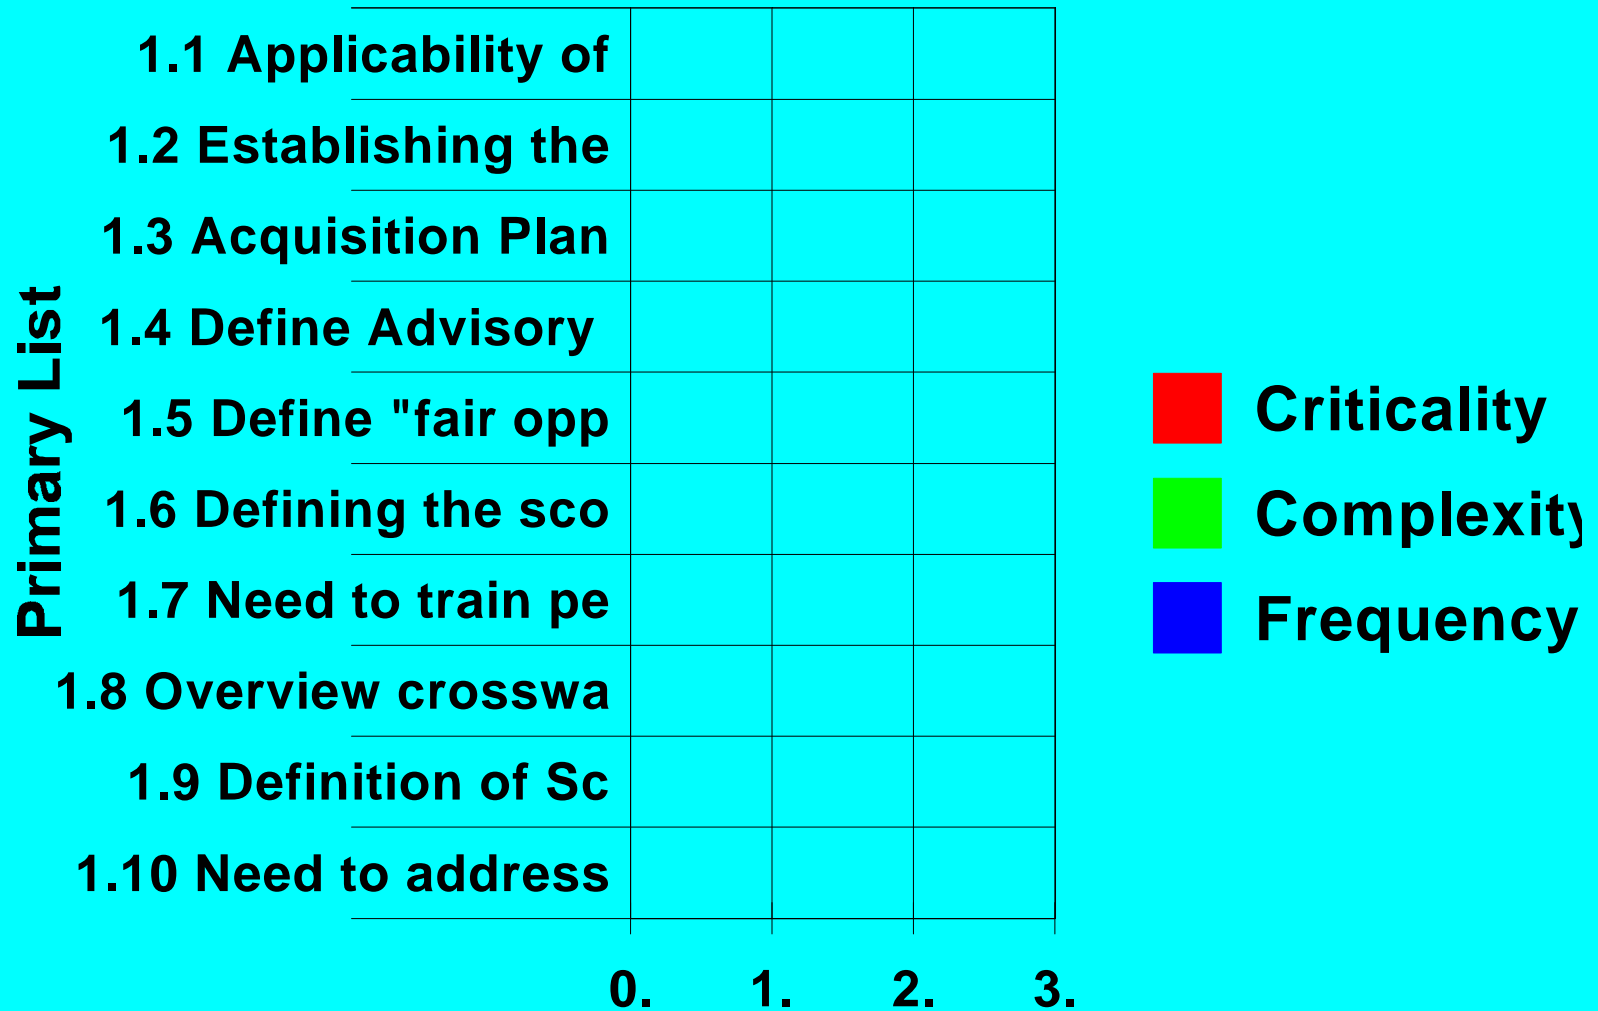 Primary List
1.1 Applicability of
1.2 Establishing the
1.3 Acquisition Plan
1.4 Define Advisory
1.5 Define "fair opp
1.6 Defining the sco
1.7 Need to train pe
1.8 Overview crosswa
1.9 Definition of Sc
1.10 Need to address
0. 1. 2. 3.
Criticality
Complexity
Frequency